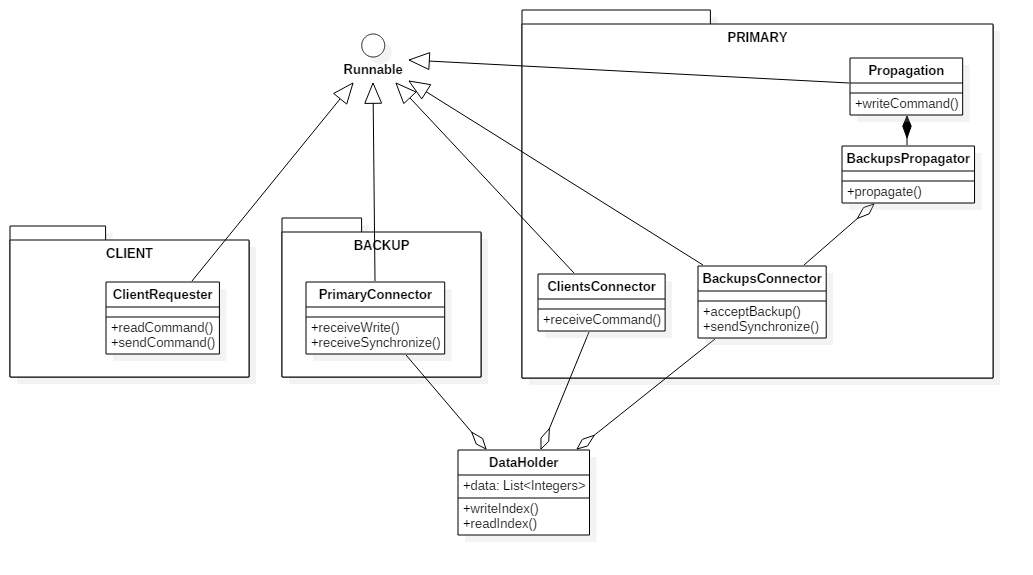 PRIMARY
Runnable
Propagation
+writeCommand()
BackupsPropagator
+propagate()
CLIENT
ClientRequester
+readCommand()
+sendCommand()
BACKUP
PrimaryConnector
+receiveWrite()
+receiveSynchronize()
ClientsConnector
+receiveCommand()
BackupsConnector
+acceptBackup()
+sendSynchronize()
DataHolder
+data: List<Integers>
+writeIndex()
+readIndex()